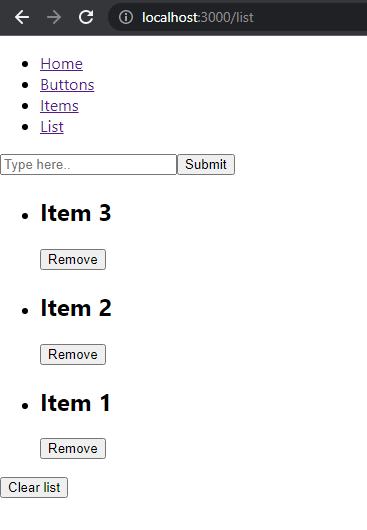 localhost:3000/list
Home
Buttons
Items
List
Type here.. Submit
Item 3
Remove
Item 2
Remove
Item 1
Remove
Clear list